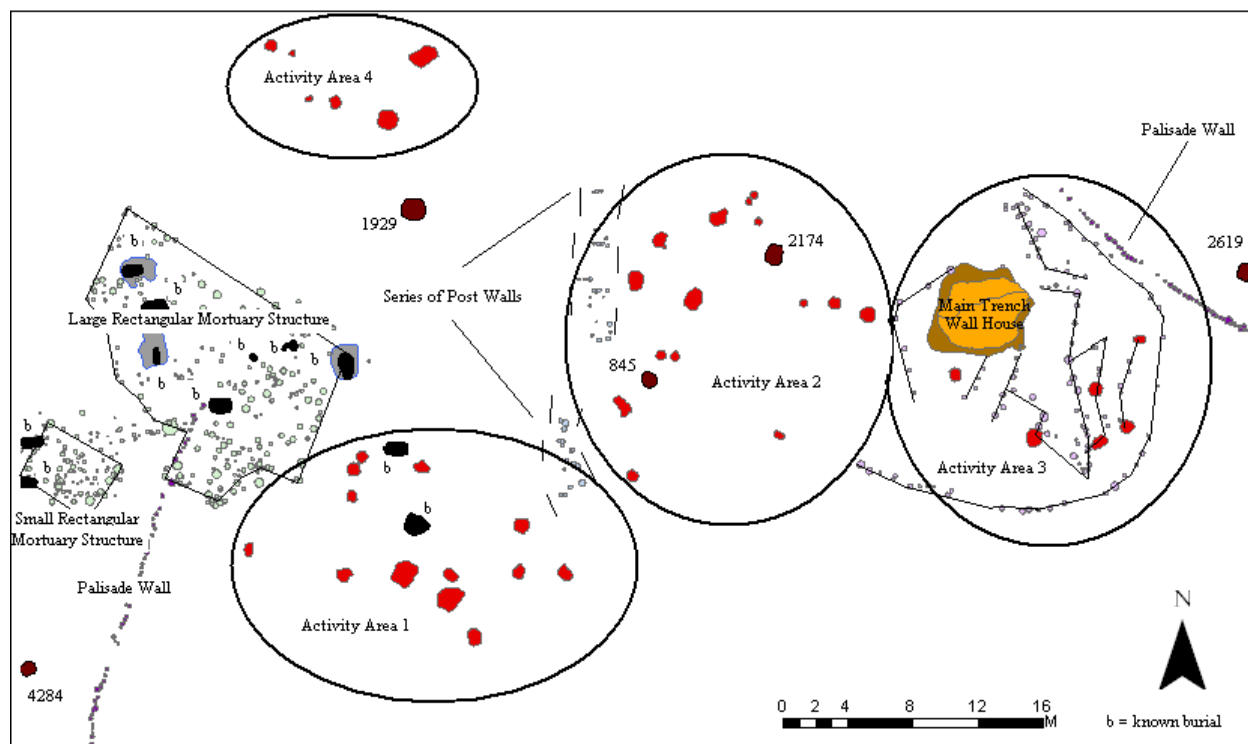 Activity Area 4
Palisade Wall
1929
2174
2619
b
b
Series of Post Walls
Main Trench
Wall House
Large Rectangular Mortuary Structure
b
b
b
b
b
845
Activity Area 2
b
b
b
Activity Area 3
Small Rectangular
Mortuary Structure
b
Palisade Wall
Activity Area 1
N
4284
0 2 4 8 12 16
M
b = known burial